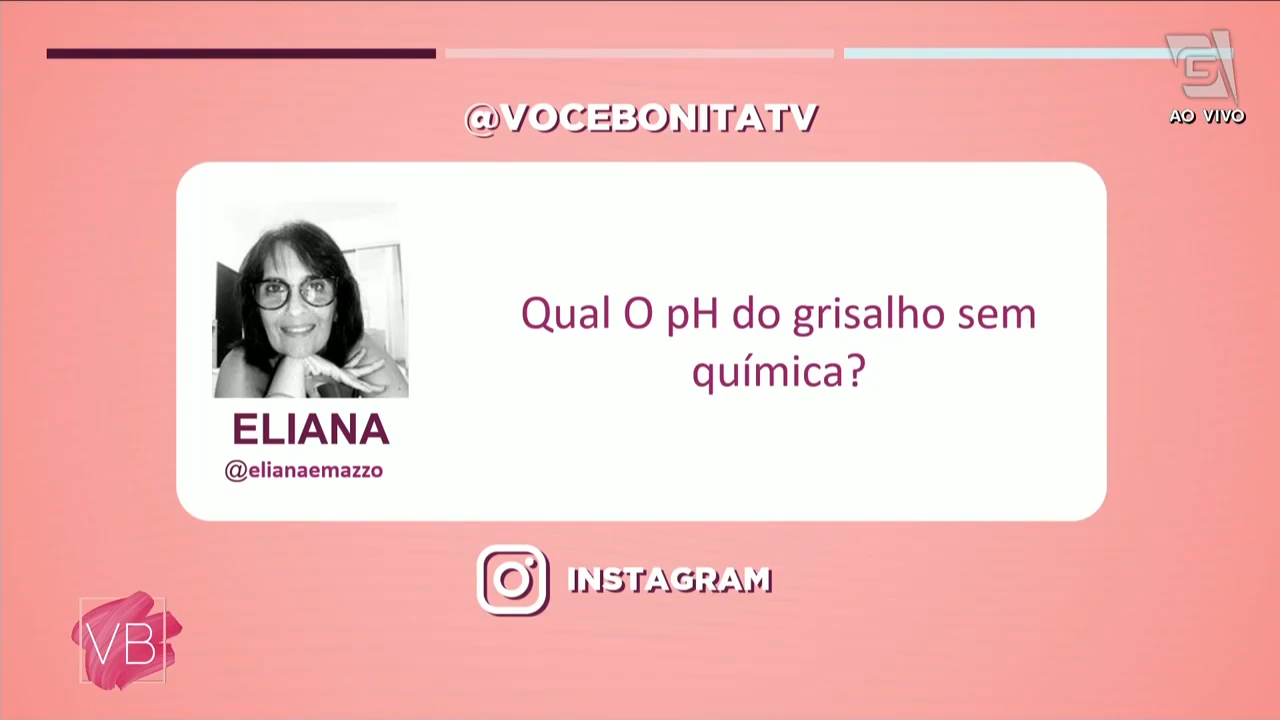 @VOCEBONITATV
AO VIVO
Qual O pH do grisalho sem
química?
ELIANA
@elianaemazzo
INSTAGRAM
VB